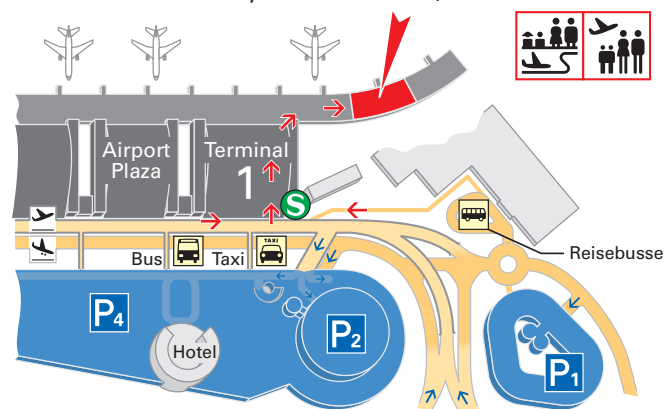 Airport
Plaza
Terminal
1
S
Bus
Taxi
TAXI
Reisebusse
P4
P2
Hotel
P1